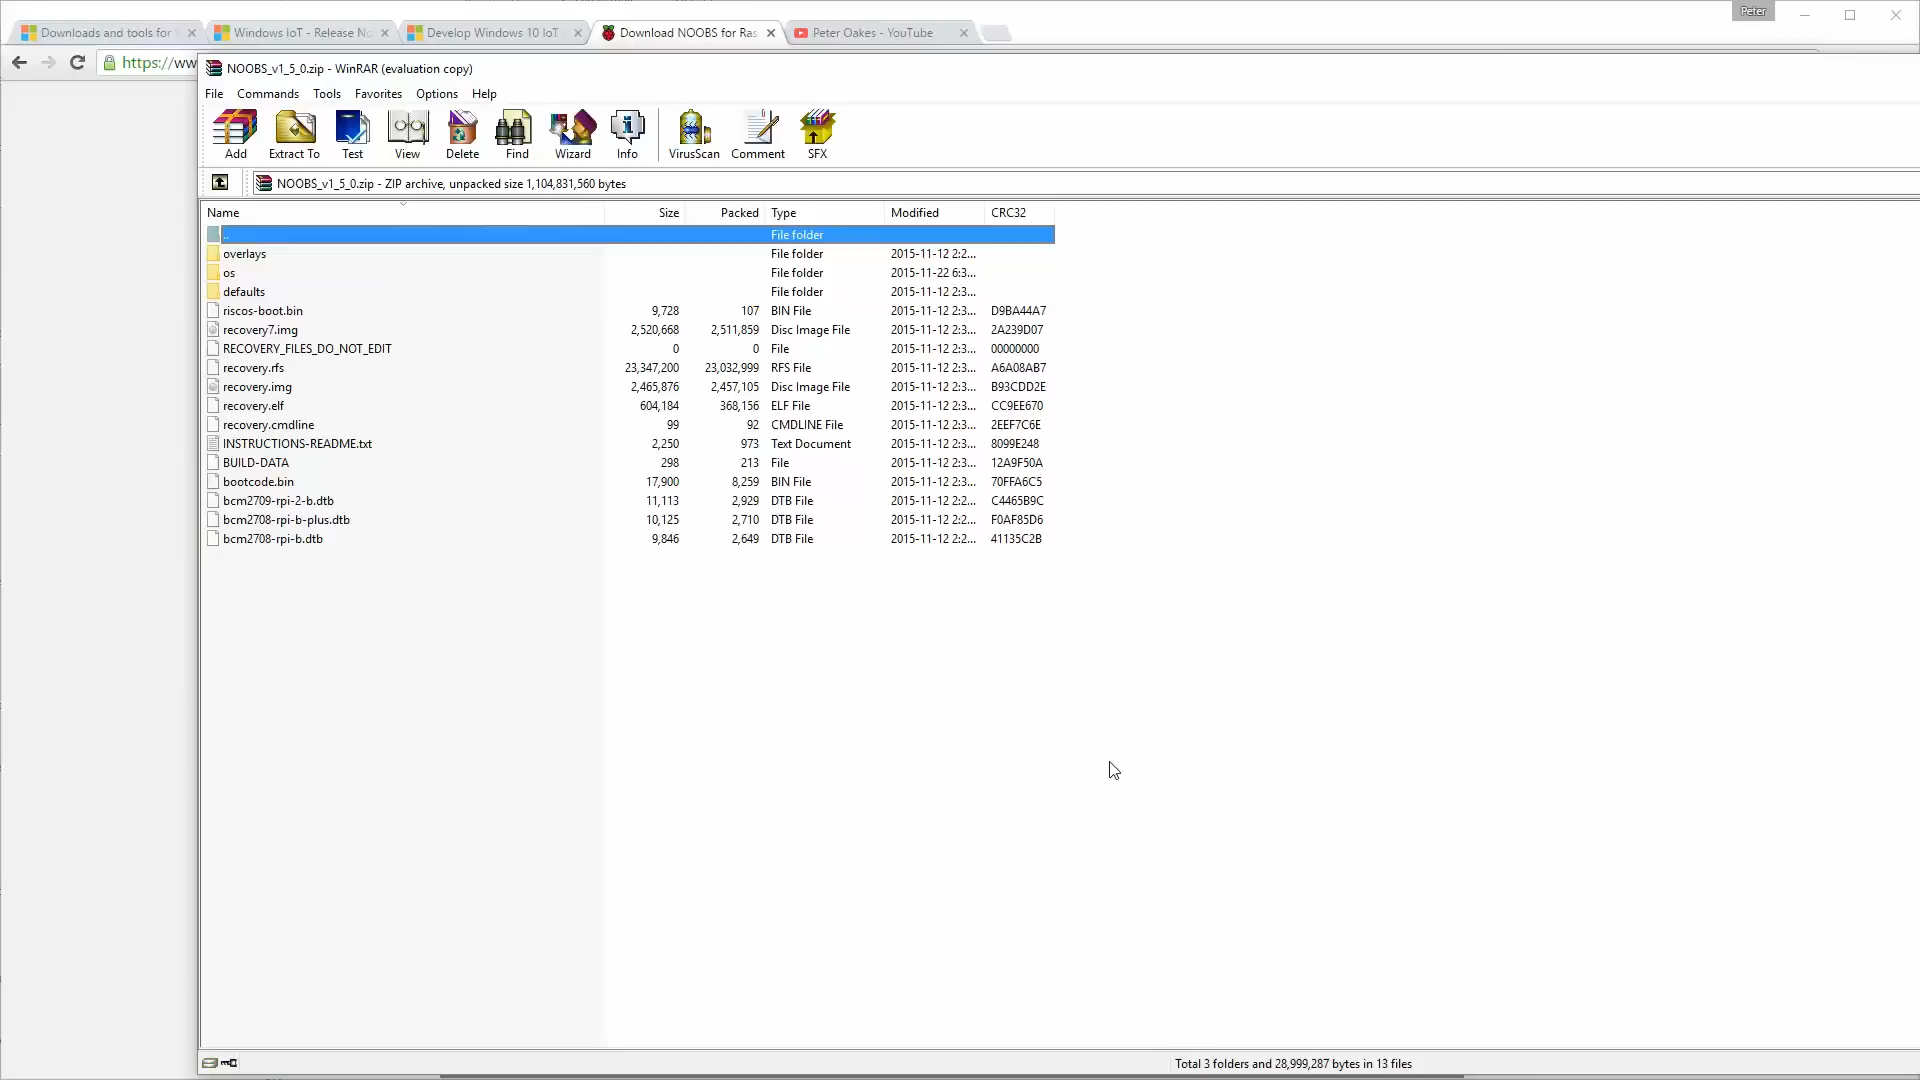 Peter
Downloads and tools for
Windows IoT - Release No
Develop Windows 10 IoT
Download NOOBS for Ras
Peter Oakes - YouTube
https://ww
NOOBS_v1_5_0.zip - WinRAR (evaluation copy)
File Commands Tools Favorites Options Help
Add Extract To Test View Delete Find Wizard Info VirusScan Comment SFX
NOOBS_v1_5_0.zip - ZIP archive, unpacked size 1,104,831,560 bytes
Name Size Packed Type Modified CRC32
.. File folder
overlays File folder 2015-11-12 2:2...
os File folder 2015-11-22 6:3...
defaults File folder 2015-11-12 2:3...
riscos-boot.bin 9,728 107 BIN File 2015-11-12 2:3... D9BA44A7
recovery7.img 2,520,668 2,511,859 Disc Image File 2015-11-12 2:3... 2A239D07
RECOVERY_FILES_DO_NOT_EDIT 0 0 File 2015-11-12 2:3... 00000000
recovery.rfs 23,347,200 23,032,999 RFS File 2015-11-12 2:3... A6A08AB7
recovery.img 2,465,876 2,457,105 Disc Image File 2015-11-12 2:3... B93CDD2E
recovery.elf 604,184 368,156 ELF File 2015-11-12 2:3... CC9EE670
recovery.cmdline 99 92 CMDLINE File 2015-11-12 2:3... 2EEF7C6E
INSTRUCTIONS-README.txt 2,250 973 Text Document 2015-11-12 2:3... 8099E248
BUILD-DATA 298 213 File 2015-11-12 2:3... 12A9F50A
bootcode.bin 17,900 8,259 BIN File 2015-11-12 2:3... 70FFA6C5
bcm2709-rpi-2-b.dtb 11,113 2,929 DTB File 2015-11-12 2:2... C4465B9C
bcm2708-rpi-b-plus.dtb 10,125 2,710 DTB File 2015-11-12 2:2... F0AF85D6
bcm2708-rpi-b.dtb 9,846 2,649 DTB File 2015-11-12 2:2... 41135C2B
Total 3 folders and 28,999,287 bytes in 13 files